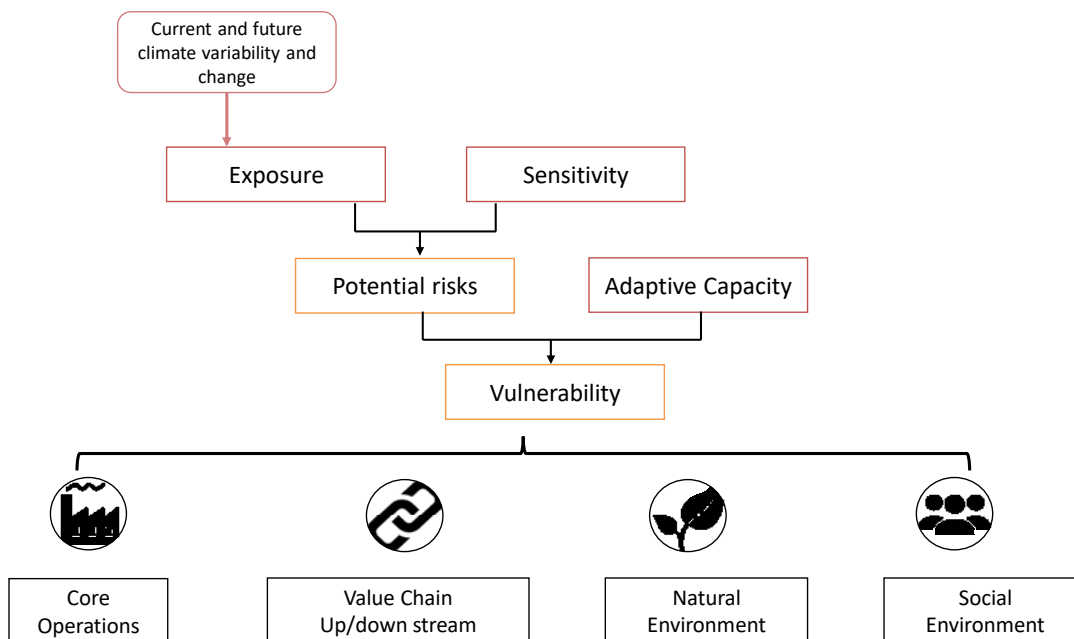 Current and future
climate variability and
change
Exposure
Sensitivity
Potential risks
Adaptive Capacity
Vulnerability
Core
Operations
Value Chain
Up/down stream
Natural
Environment
Social
Environment